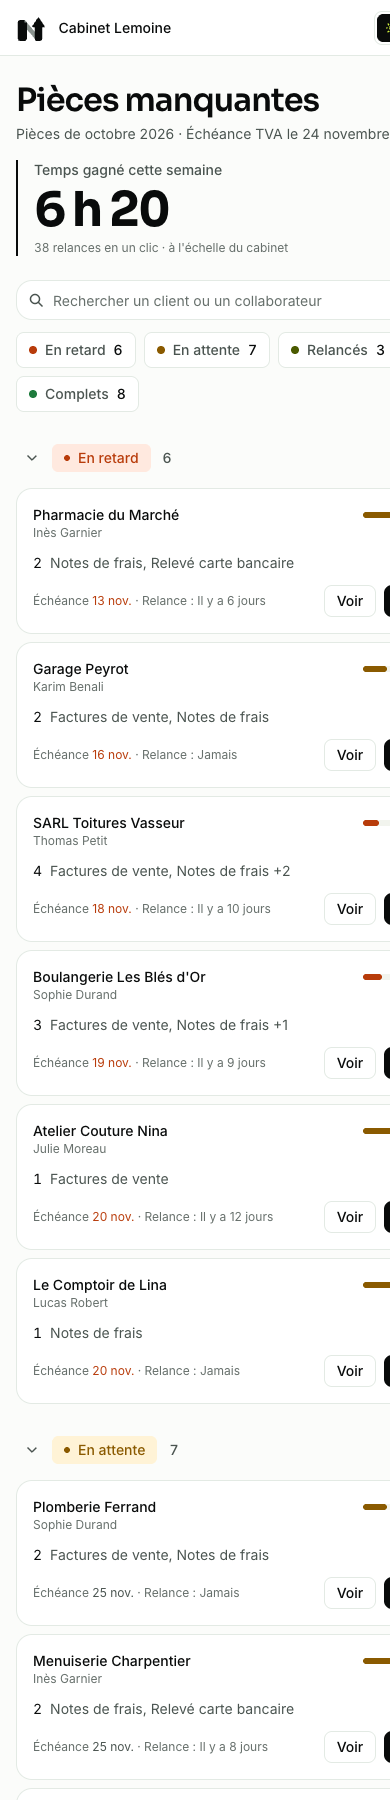 Cabinet Lemoine
Pièces manquantes
Pièces de octobre 2026 · Échéance TVA le 24 novembre
Temps gagné cette semaine
6 h 20
38 relances en un clic · à l'échelle du cabinet
Rechercher un client ou un collaborateur
En retard 6
En attente 7
Relancés 3
Complets 8
En retard 6
Pharmacie du Marché
Inès Garnier
2 Notes de frais, Relevé carte bancaire
Échéance 13 nov. · Relance : Il y a 6 jours
Voir
Garage Peyrot
Karim Benali
2 Factures de vente, Notes de frais
Échéance 16 nov. · Relance : Jamais
Voir
SARL Toitures Vasseur
Thomas Petit
4 Factures de vente, Notes de frais +2
Échéance 18 nov. · Relance : Il y a 10 jours
Voir
Boulangerie Les Blés d'Or
Sophie Durand
3 Factures de vente, Notes de frais +1
Échéance 19 nov. · Relance : Il y a 9 jours
Voir
Atelier Couture Nina
Julie Moreau
1 Factures de vente
Échéance 20 nov. · Relance : Il y a 12 jours
Voir
Le Comptoir de Lina
Lucas Robert
1 Notes de frais
Échéance 20 nov. · Relance : Jamais
Voir
En attente 7
Plomberie Ferrand
Sophie Durand
2 Factures de vente, Notes de frais
Échéance 25 nov. · Relance : Jamais
Voir
Menuiserie Charpentier
Inès Garnier
2 Notes de frais, Relevé carte bancaire
Échéance 25 nov. · Relance : Il y a 8 jours
Voir